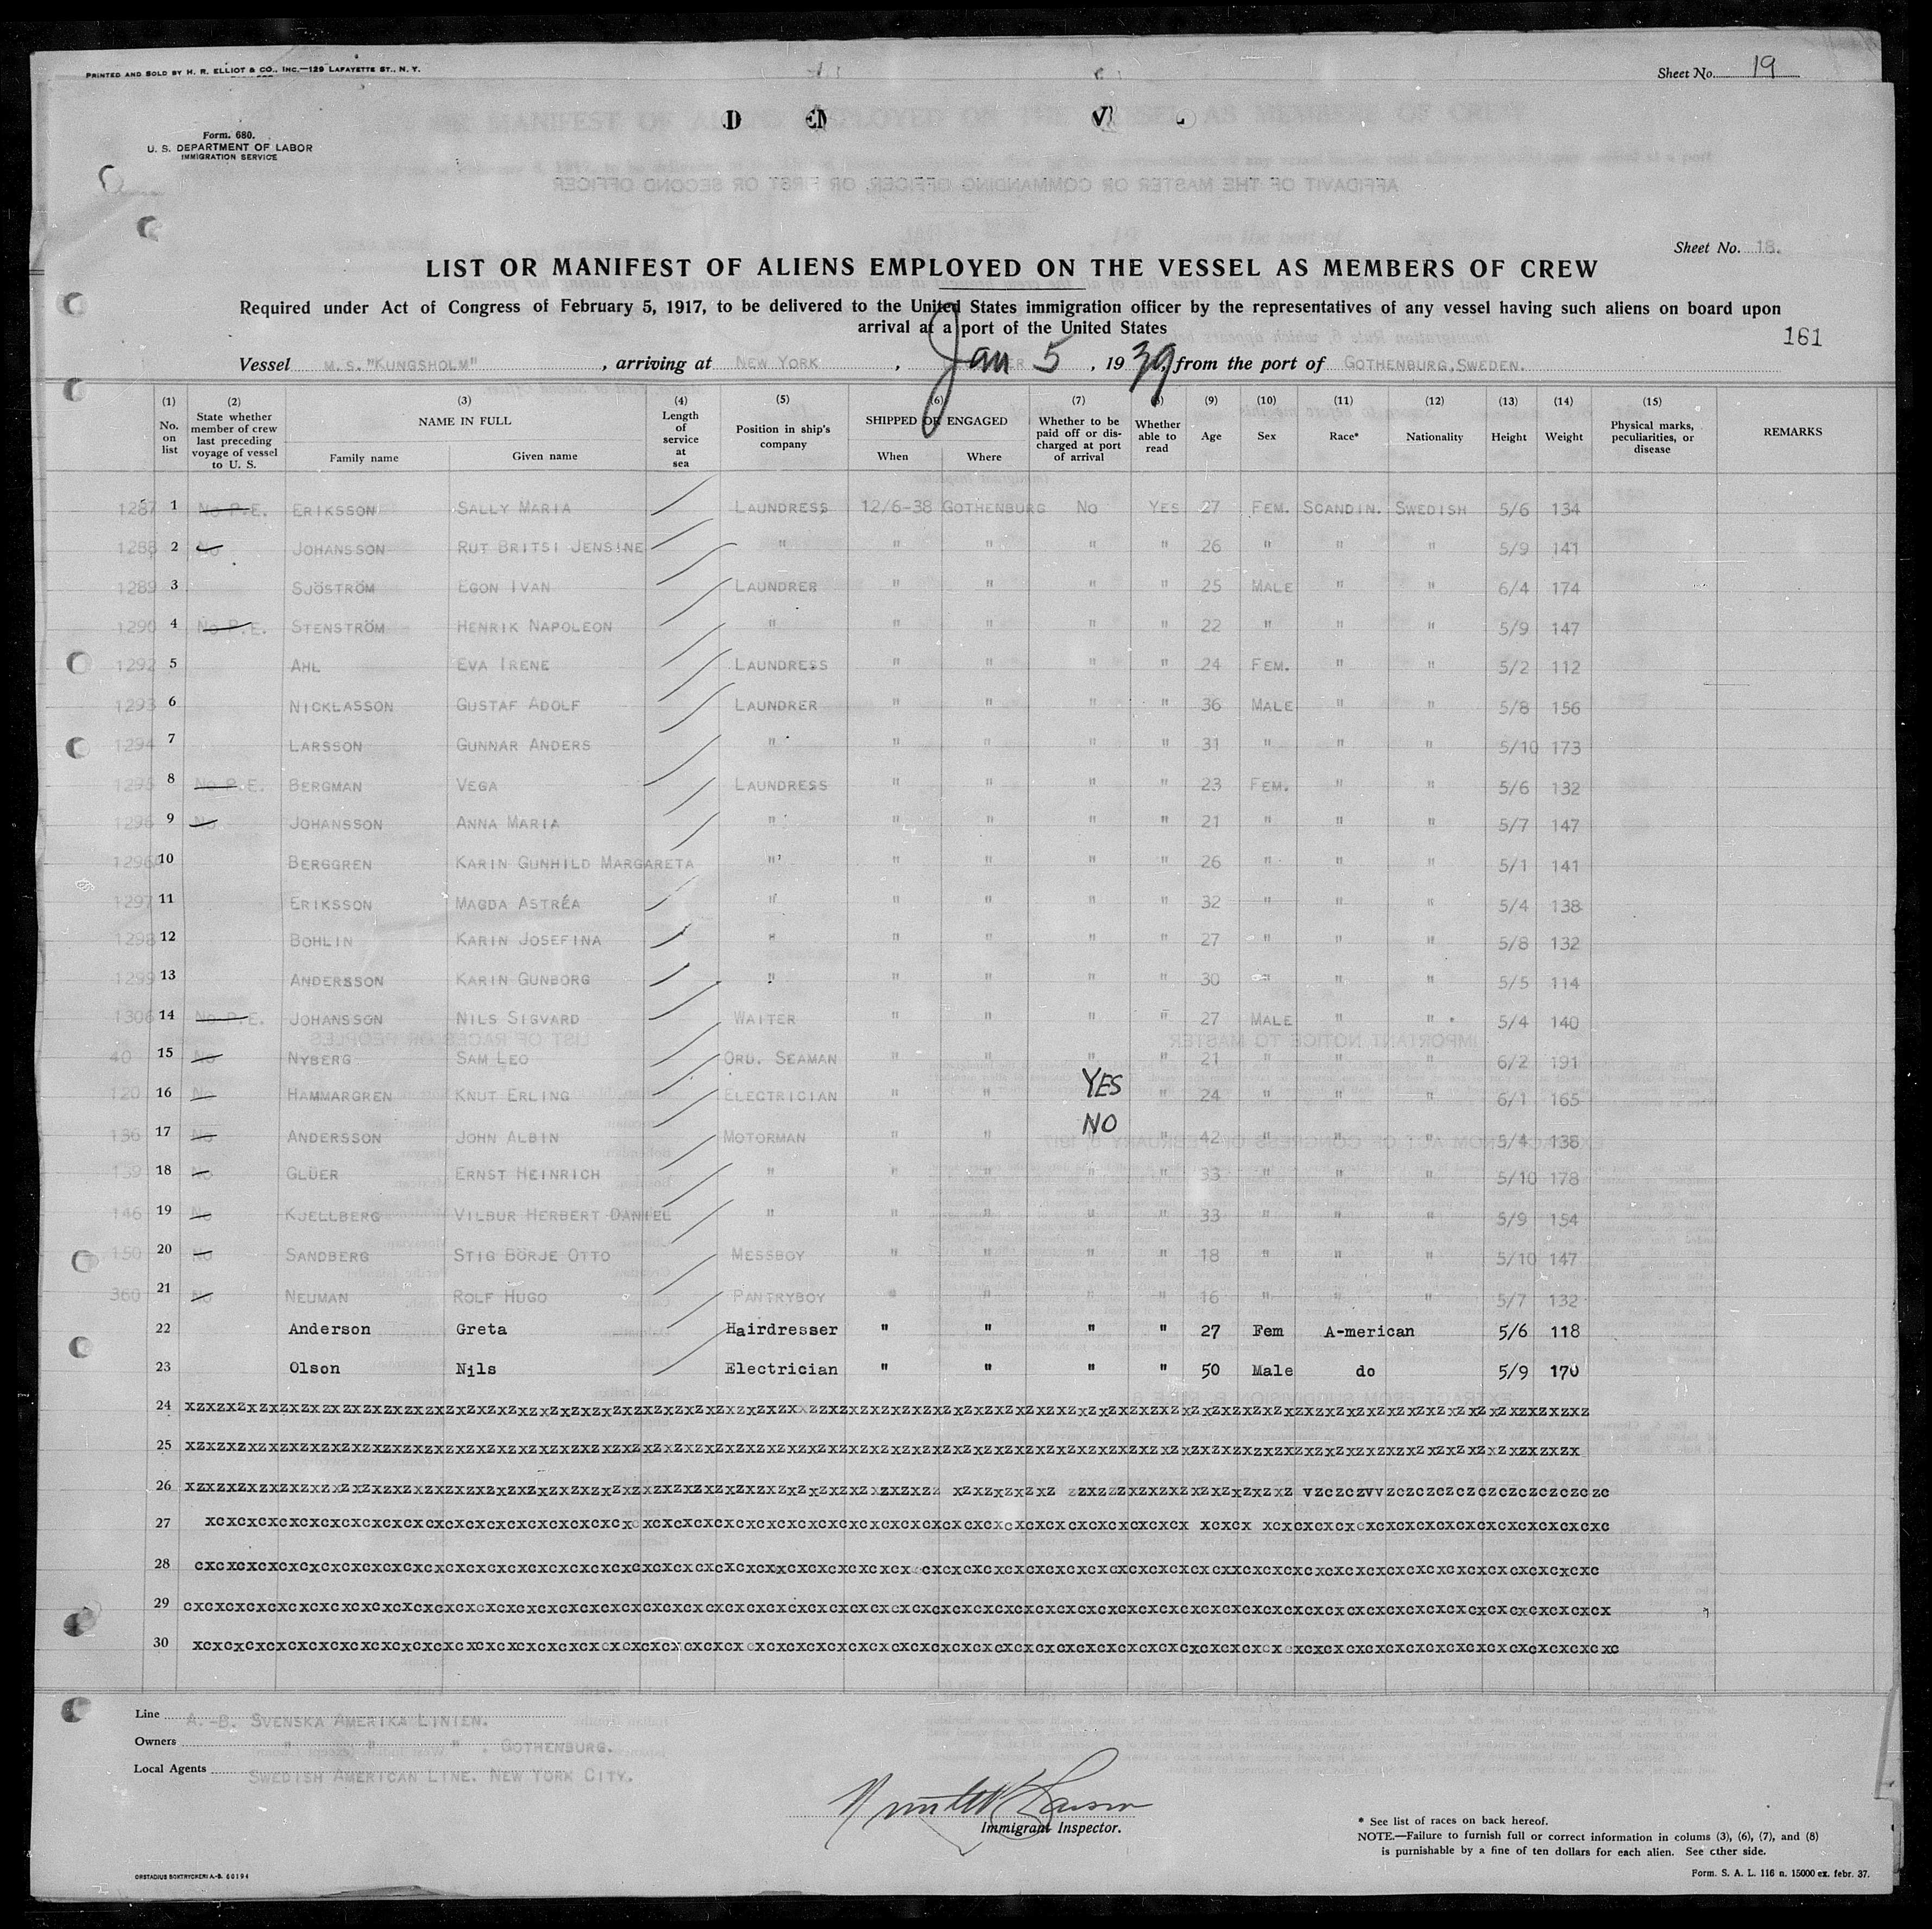 PRINTED AND SOLD BY H. R. ELLIOT & CO., INC.—129 LAFAYETTE ST., N. Y.
Sheet No. 19
Form. 680.
U. S. DEPARTMENT OF LABOR
IMMIGRATION SERVICE
Sheet No. 18.
LIST OR MANIFEST OF ALIENS EMPLOYED ON THE VESSEL AS MEMBERS OF CREW
Required under Act of Congress of February 5, 1917, to be delivered to the United States immigration officer by the representatives of any vessel having such aliens on board upon
arrival at a port of the United States
161
Vessel M.S. "KUNGSHOLM", arriving at NEW YORK, Jan 5, 1939, from the port of GOTHENBURG, SWEDEN.
(1) No. on list (2) State whether member of crew last preceding voyage of vessel to U. S. (3) NAME IN FULL Family name Given name (4) Length of service at sea (5) Position in ship's company (6) SHIPPED OR ENGAGED When Where (7) Whether to be paid off or discharged at port of arrival (8) Whether able to read (9) Age (10) Sex (11) Race* (12) Nationality (13) Height (14) Weight (15) Physical marks, peculiarities, or disease REMARKS
1287 1 No P.E. ERIKSSON SALLY MARIA LAUNDRESS 12/6-38 GOTHENBURG NO YES 27 FEM. SCANDIN. SWEDISH 5/6 134
1288 2 No JOHANSSON RUT BRITSI JENSINE " " " " " 26 " " " 5/9 141
1289 3 SJÖSTRÖM EGON IVAN LAUNDRER " " " " 25 MALE " " 6/4 174
1290 4 No P.E. STENSTRÖM HENRIK NAPOLEON " " " " " 22 " " " 5/9 147
1292 5 AHL EVA IRENE LAUNDRESS " " " " 24 FEM. " " 5/2 112
1293 6 NICKLASSON GUSTAF ADOLF LAUNDRER " " " " 36 MALE " " 5/8 156
1294 7 LARSSON GUNNAR ANDERS " " " " " 31 " " " 5/10 173
1295 8 No P.E. BERGMAN VEGA LAUNDRESS " " " " 23 FEM. " " 5/6 132
1296 9 No JOHANSSON ANNA MARIA " " " " " 21 " " " 5/7 147
1296 10 BERGGREN KARIN GUNHILD MARGARETA " " " " " 26 " " " 5/1 141
1297 11 ERIKSSON MAGDA ASTRÉA " " " " " 32 " " " 5/4 138
1298 12 BOHLIN KARIN JOSEFINA " " " " " 27 " " " 5/8 132
1299 13 ANDERSSON KARIN GUNBORG " " " " " 30 " " " 5/5 114
1306 14 No P.E. JOHANSSON NILS SIGVARD WAITER " " " " 27 MALE " " 5/4 140
40 15 No NYBERG SAM LEO ORD. SEAMAN " " " " 21 " " " 6/2 191
120 16 No HAMMARGREN KNUT ERLING ELECTRICIAN " " YES " 24 " " " 6/1 165
136 17 No ANDERSSON JOHN ALBIN MOTORMAN " " NO " 42 " " " 5/4 138
139 18 No GLÜER ERNST HEINRICH " " " " " 33 " " " 5/10 178
146 19 No KJELLBERG VILBUR HERBERT DANIEL " " " " " 33 " " " 5/9 154
150 20 No SANDBERG STIG BÖRJE OTTO MESSBOY " " " " 18 " " " 5/10 147
360 21 No NEUMAN ROLF HUGO PANTRYBOY " " " " 16 " " " 5/7 132
22 Anderson Greta Hairdresser " " " " 27 Fem A-merican 5/6 118
23 Olson Nils Electrician " " " " 50 Male do 5/9 170
24
25
26
27
28
29
30
Line A.-B. SVENSKA AMERIKA LINIEN.
Owners " " " . GOTHENBURG.
Local Agents SWEDISH AMERICAN LINE. NEW YORK CITY.
Immigrant Inspector.
* See list of races on back hereof.
NOTE.—Failure to furnish full or correct information in colums (3), (6), (7), and (8)
is purnishable by a fine of ten dollars for each alien. See other side.
ORSTADIUS BOKTRYCKERI A.-B. 60194
Form. S. A. L. 116 n. 15000 ex. febr. 37.